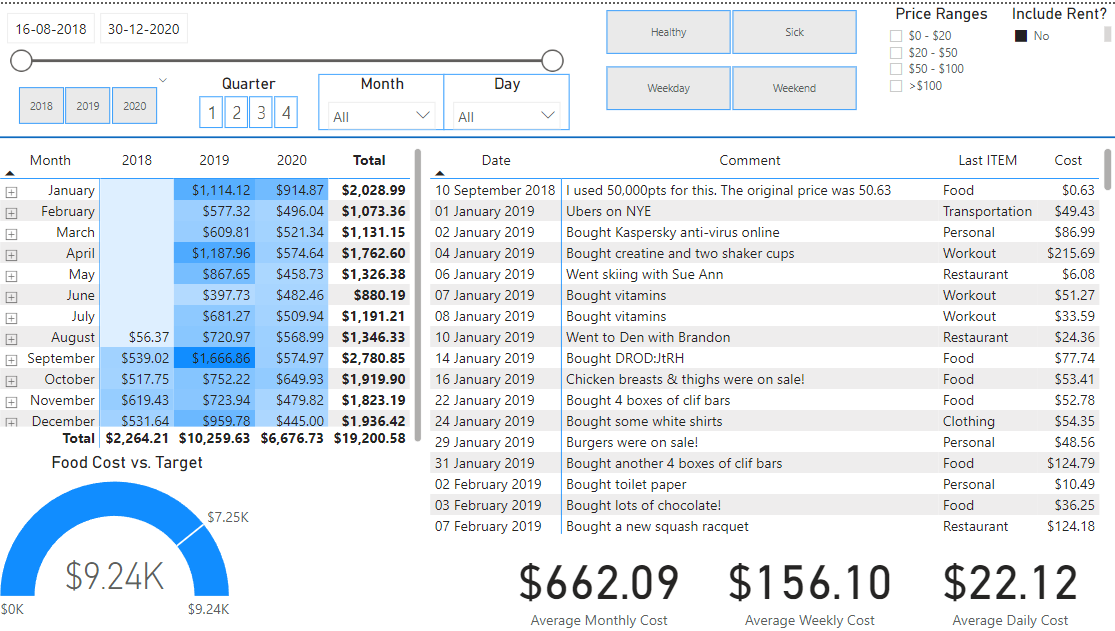 16-08-2018 30-12-2020
Healthy Sick
Price Ranges
$0 - $20
$20 - $50
$50 - $100
>$100
Include Rent?
No
2018 2019 2020
Quarter
1 2 3 4
Month
All
Day
All
Weekday Weekend
Month 2018 2019 2020 Total
January $1,114.12 $914.87 $2,028.99
February $577.32 $496.04 $1,073.36
March $609.81 $521.34 $1,131.15
April $1,187.96 $574.64 $1,762.60
May $867.65 $458.73 $1,326.38
June $397.73 $482.46 $880.19
July $681.27 $509.94 $1,191.21
August $56.37 $720.97 $568.99 $1,346.33
September $539.02 $1,666.86 $574.97 $2,780.85
October $517.75 $752.22 $649.93 $1,919.90
November $619.43 $723.94 $479.82 $1,823.19
December $531.64 $959.78 $445.00 $1,936.42
Total $2,264.21 $10,259.63 $6,676.73 $19,200.58
Food Cost vs. Target
$7.25K
$9.24K
$0K $9.24K
Date Comment Last ITEM Cost
10 September 2018 I used 50,000pts for this. The original price was 50.63 Food $0.63
01 January 2019 Ubers on NYE Transportation $49.43
02 January 2019 Bought Kaspersky anti-virus online Personal $86.99
04 January 2019 Bought creatine and two shaker cups Workout $215.69
06 January 2019 Went skiing with Sue Ann Restaurant $6.08
07 January 2019 Bought vitamins Workout $51.27
08 January 2019 Bought vitamins Workout $33.59
10 January 2019 Went to Den with Brandon Restaurant $24.36
14 January 2019 Bought DROD:JtRH Food $77.74
16 January 2019 Chicken breasts & thighs were on sale! Food $53.41
22 January 2019 Bought 4 boxes of clif bars Food $52.78
24 January 2019 Bought some white shirts Clothing $54.35
29 January 2019 Burgers were on sale! Personal $48.56
31 January 2019 Bought another 4 boxes of clif bars Food $124.79
02 February 2019 Bought toilet paper Personal $10.49
03 February 2019 Bought lots of chocolate! Food $36.25
07 February 2019 Bought a new squash racquet Restaurant $124.18
$662.09 $156.10 $22.12
Average Monthly Cost Average Weekly Cost Average Daily Cost